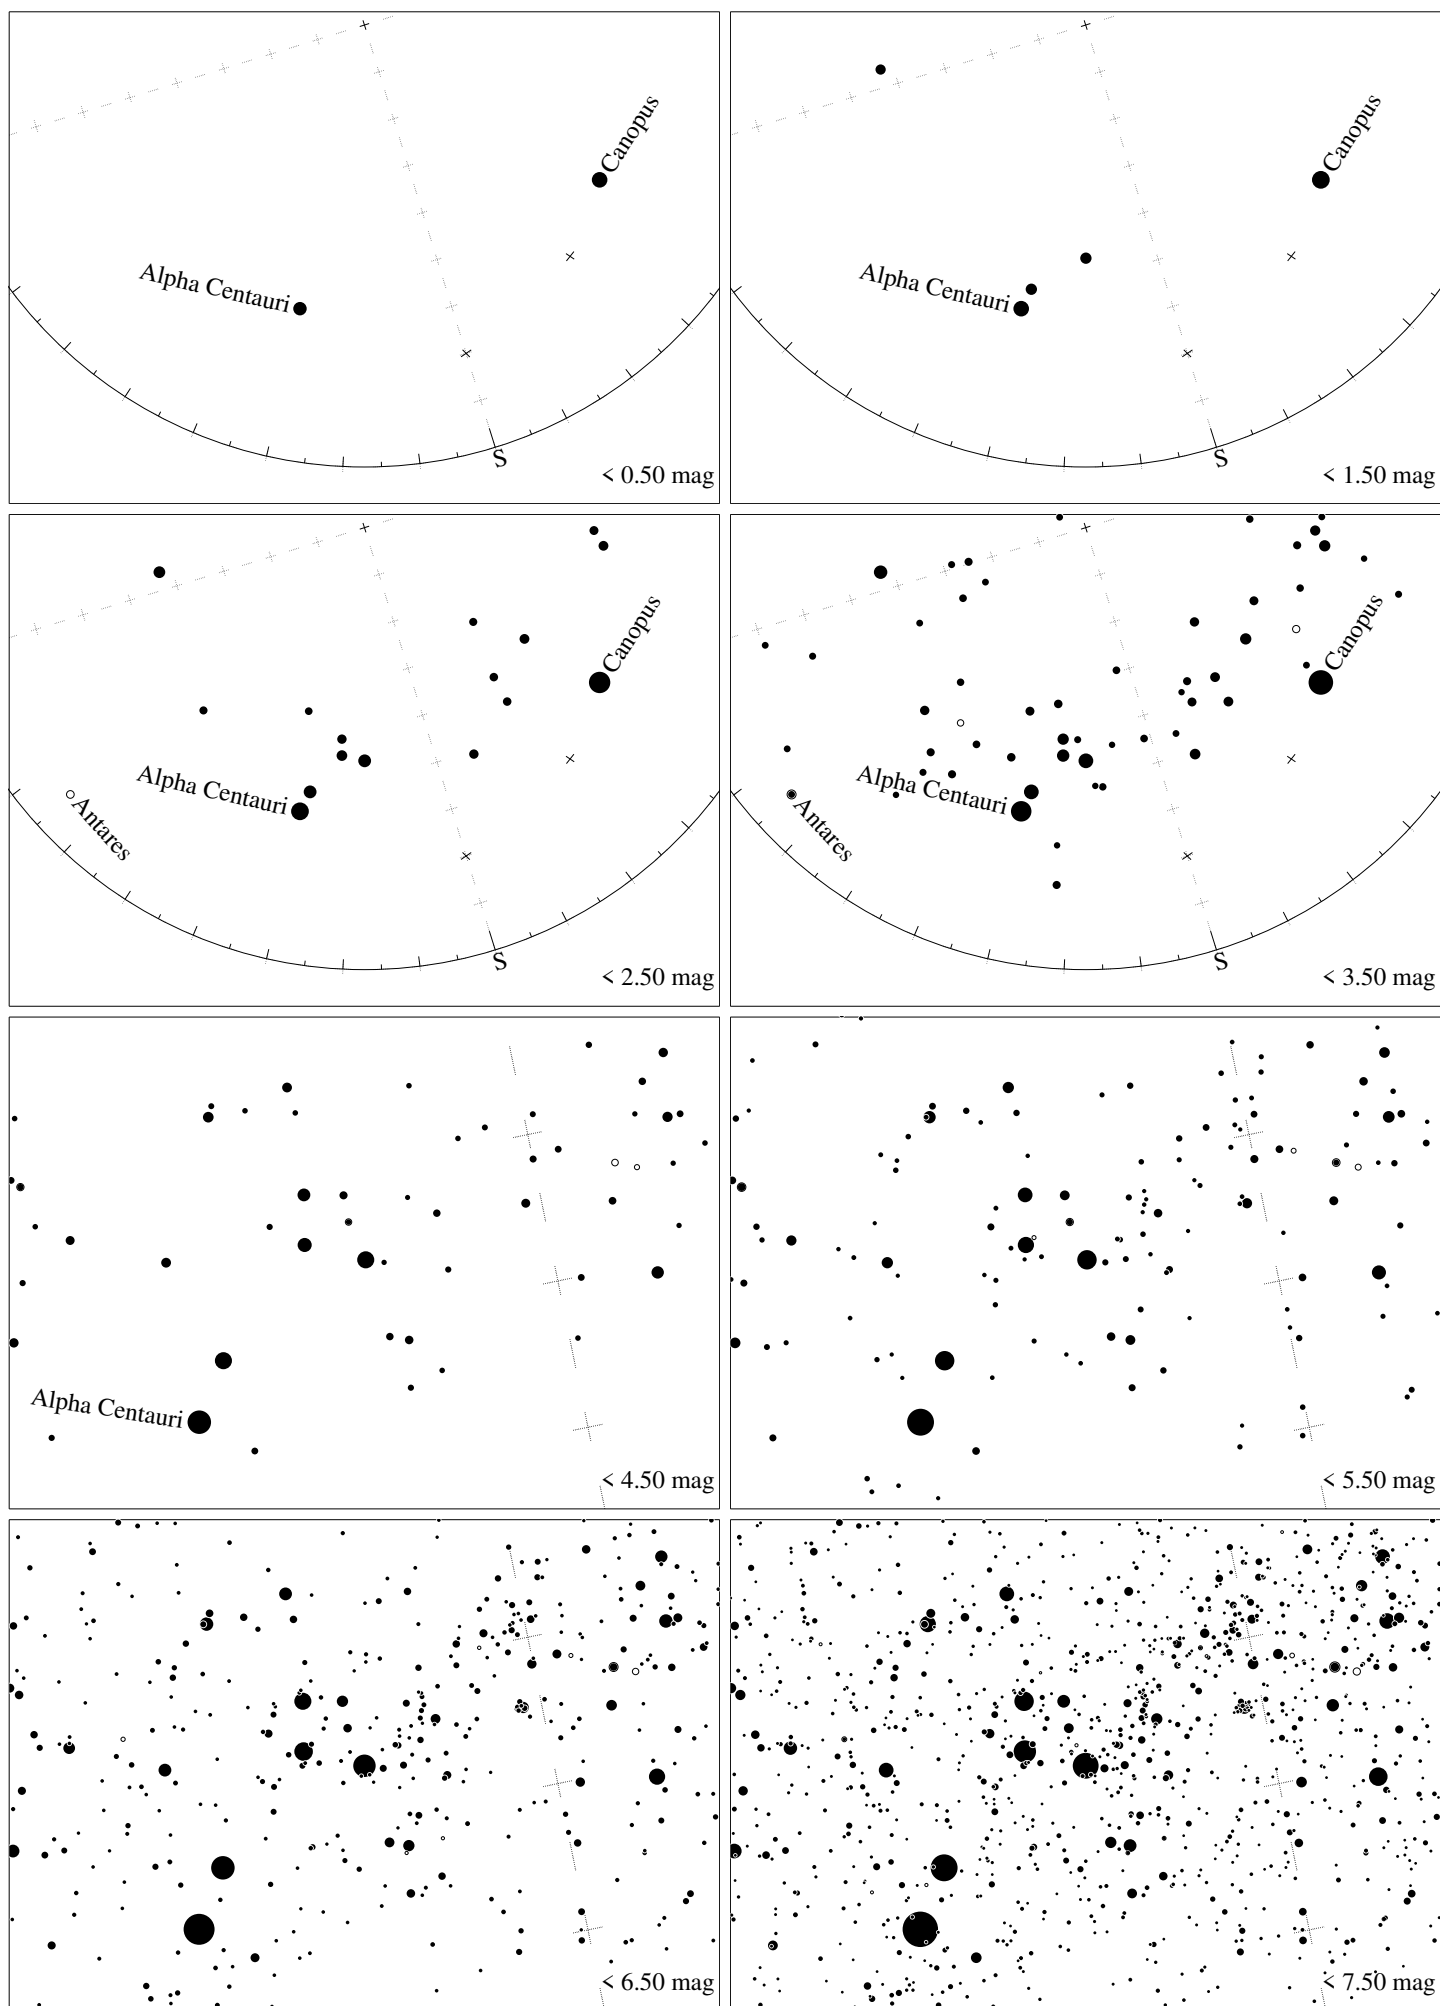 Canopus
Alpha Centauri
S
< 0.50 mag
Canopus
Alpha Centauri
S
< 1.50 mag
Canopus
Alpha Centauri
Antares
S
< 2.50 mag
Canopus
Alpha Centauri
Antares
S
< 3.50 mag
Alpha Centauri
< 4.50 mag
< 5.50 mag
< 6.50 mag
< 7.50 mag